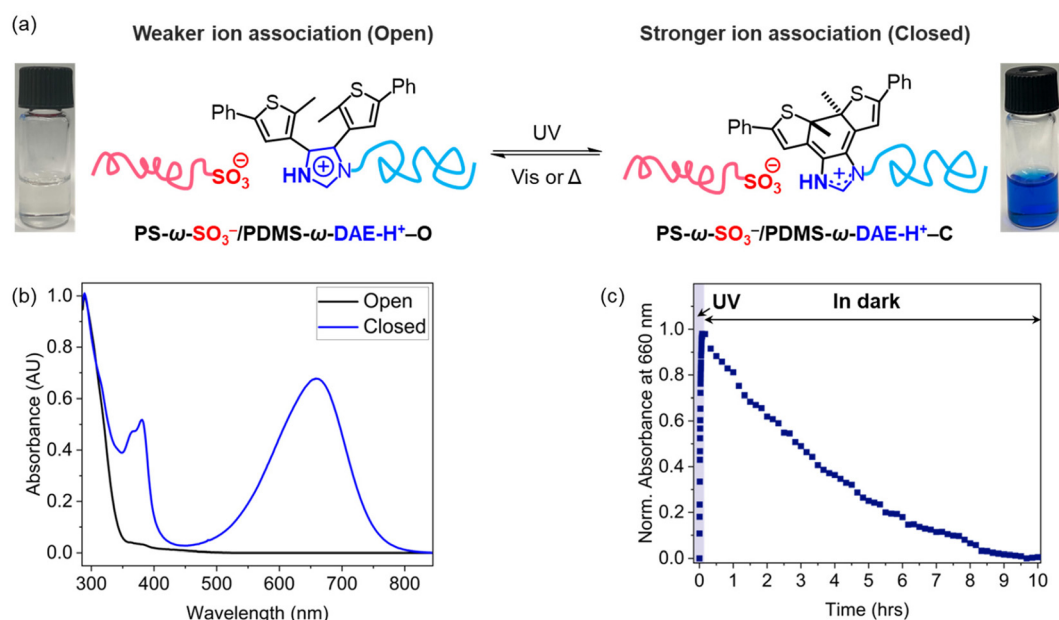 (a)
Weaker ion association (Open)
Stronger ion association (Closed)
Ph
S
S
Ph
HN
+
N
SO3
−
UV
Vis or Δ
S
Ph
Ph
S
HN
+
N
SO3
−
PS-ω-SO3−/PDMS-ω-DAE-H+–O
PS-ω-SO3−/PDMS-ω-DAE-H+–C
(b)
Open
Closed
Absorbance (AU)
1.0
0.8
0.6
0.4
0.2
0.0
300 400 500 600 700 800
Wavelength (nm)
(c)
UV
In dark
Norm. Absorbance at 660 nm
1.0
0.8
0.6
0.4
0.2
0.0
0 1 2 3 4 5 6 7 8 9 10
Time (hrs)